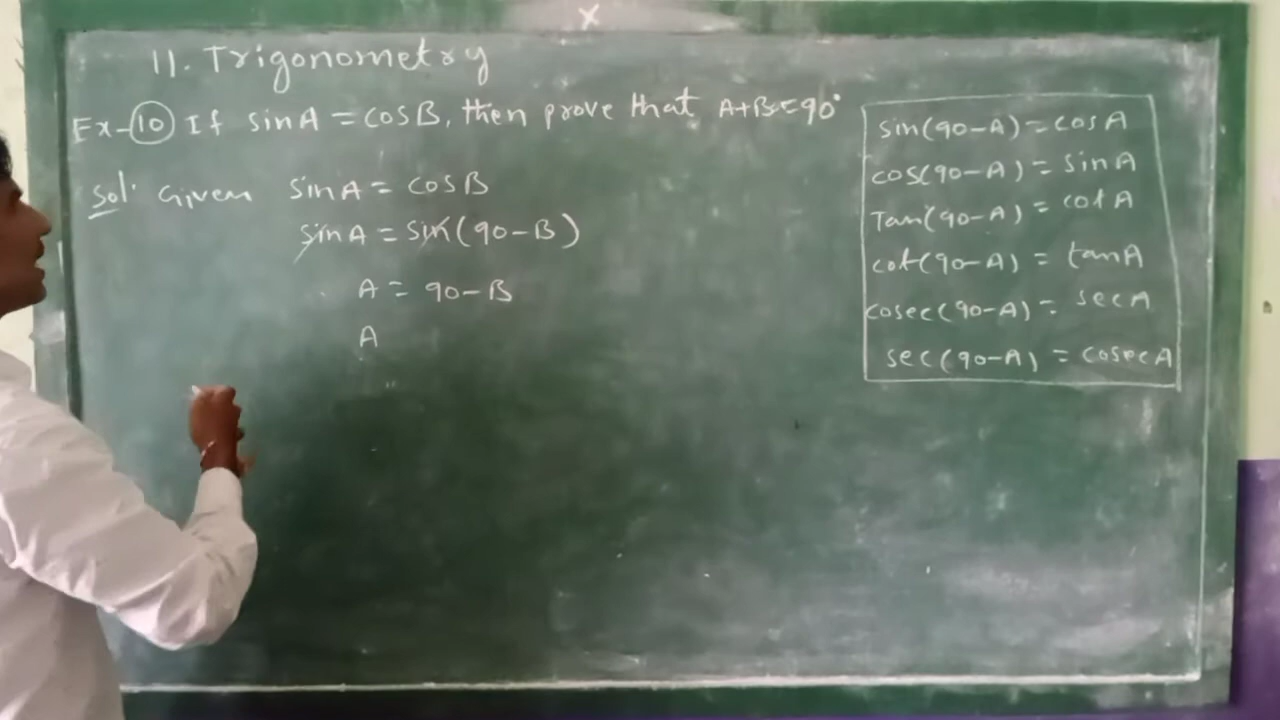 11. Trigonometry
Ex-10 If sinA = cosB, then prove that A+B=90°
Sol: Given sinA = cosB
sinA = sin(90-B)
A = 90-B
A
sin(90-A) = cosA
cos(90-A) = sinA
Tan(90-A) = cotA
cot(90-A) = tanA
cosec(90-A) = secA
sec(90-A) = cosecA